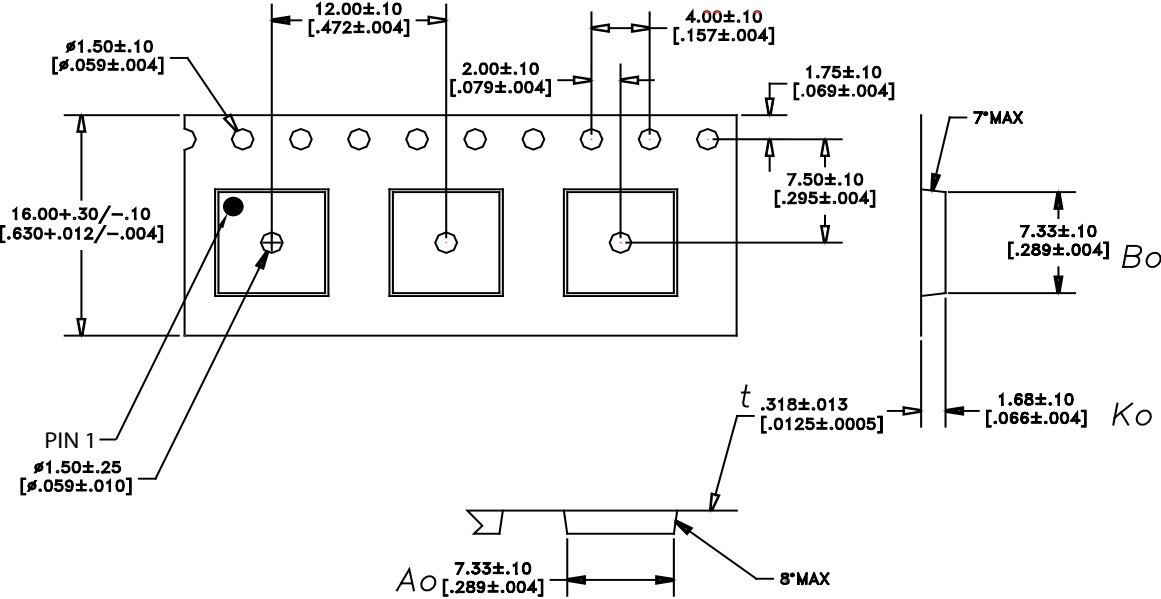 12.00±.10
[.472±.004]
4.00±.10
[.157±.004]
ø1.50±.10
[ø.059±.004]
2.00±.10
[.079±.004]
1.75±.10
[.069±.004]
7°MAX
7.50±.10
[.295±.004]
16.00+.30/−.10
[.630+.012/−.004]
7.33±.10
[.289±.004]
Bo
t
.318±.013
[.0125±.0005]
1.68±.10
[.066±.004]
Ko
PIN 1
ø1.50±.25
[ø.059±.010]
Ao
7.33±.10
[.289±.004]
8°MAX